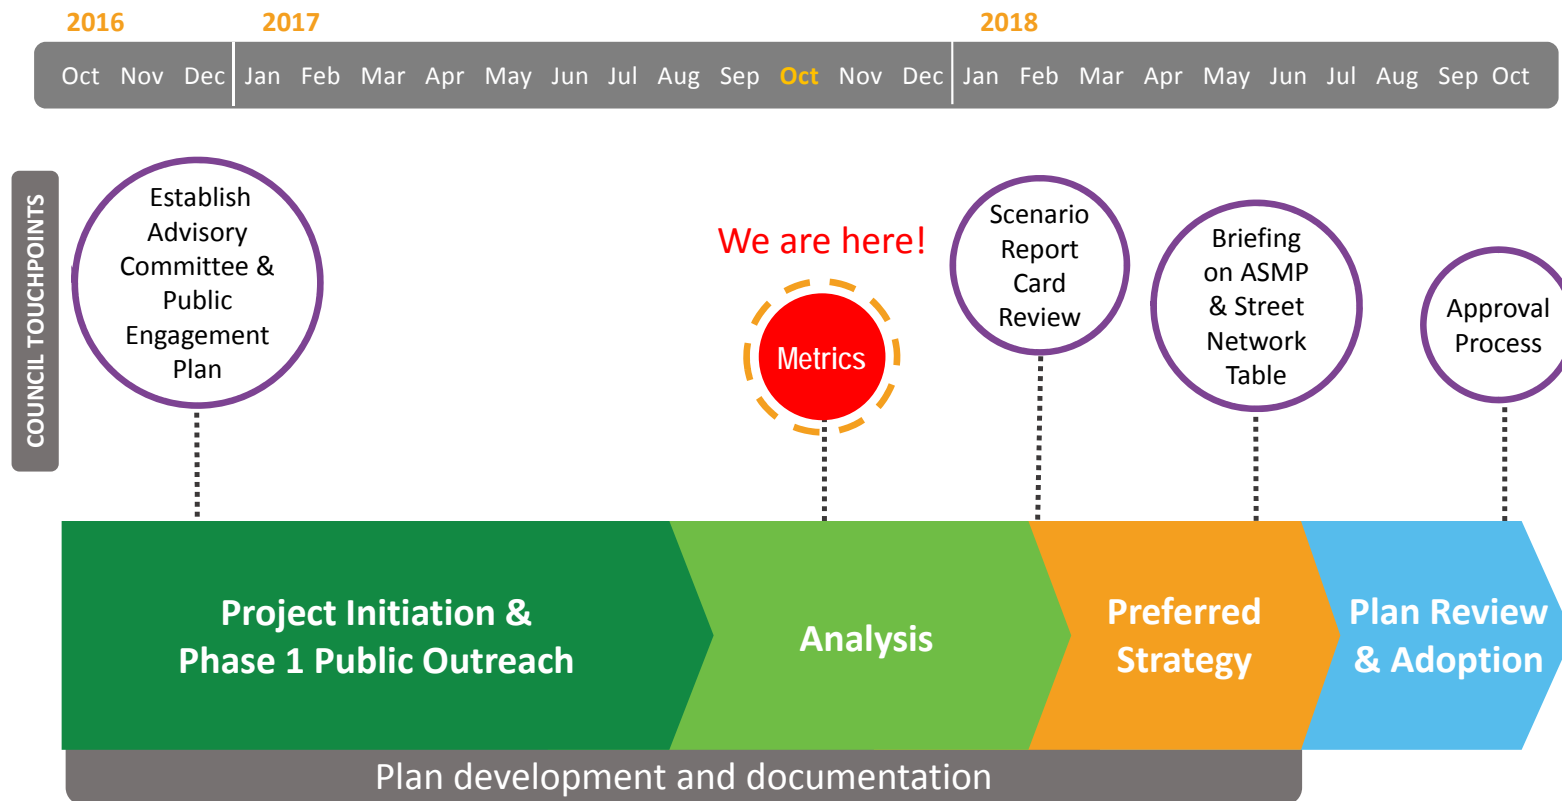 2016 2017 2018
Oct Nov Dec Jan Feb Mar Apr May Jun Jul Aug Sep Oct Nov Dec Jan Feb Mar Apr May Jun Jul Aug Sep Oct
COUNCIL TOUCHPOINTS
Establish
Advisory
Committee &
Public
Engagement
Plan
We are here!
Metrics
Scenario
Report
Card
Review
Briefing
on ASMP
& Street
Network
Table
Approval
Process
Project Initiation &
Phase 1 Public Outreach
Analysis
Preferred
Strategy
Plan Review
& Adoption
Plan development and documentation